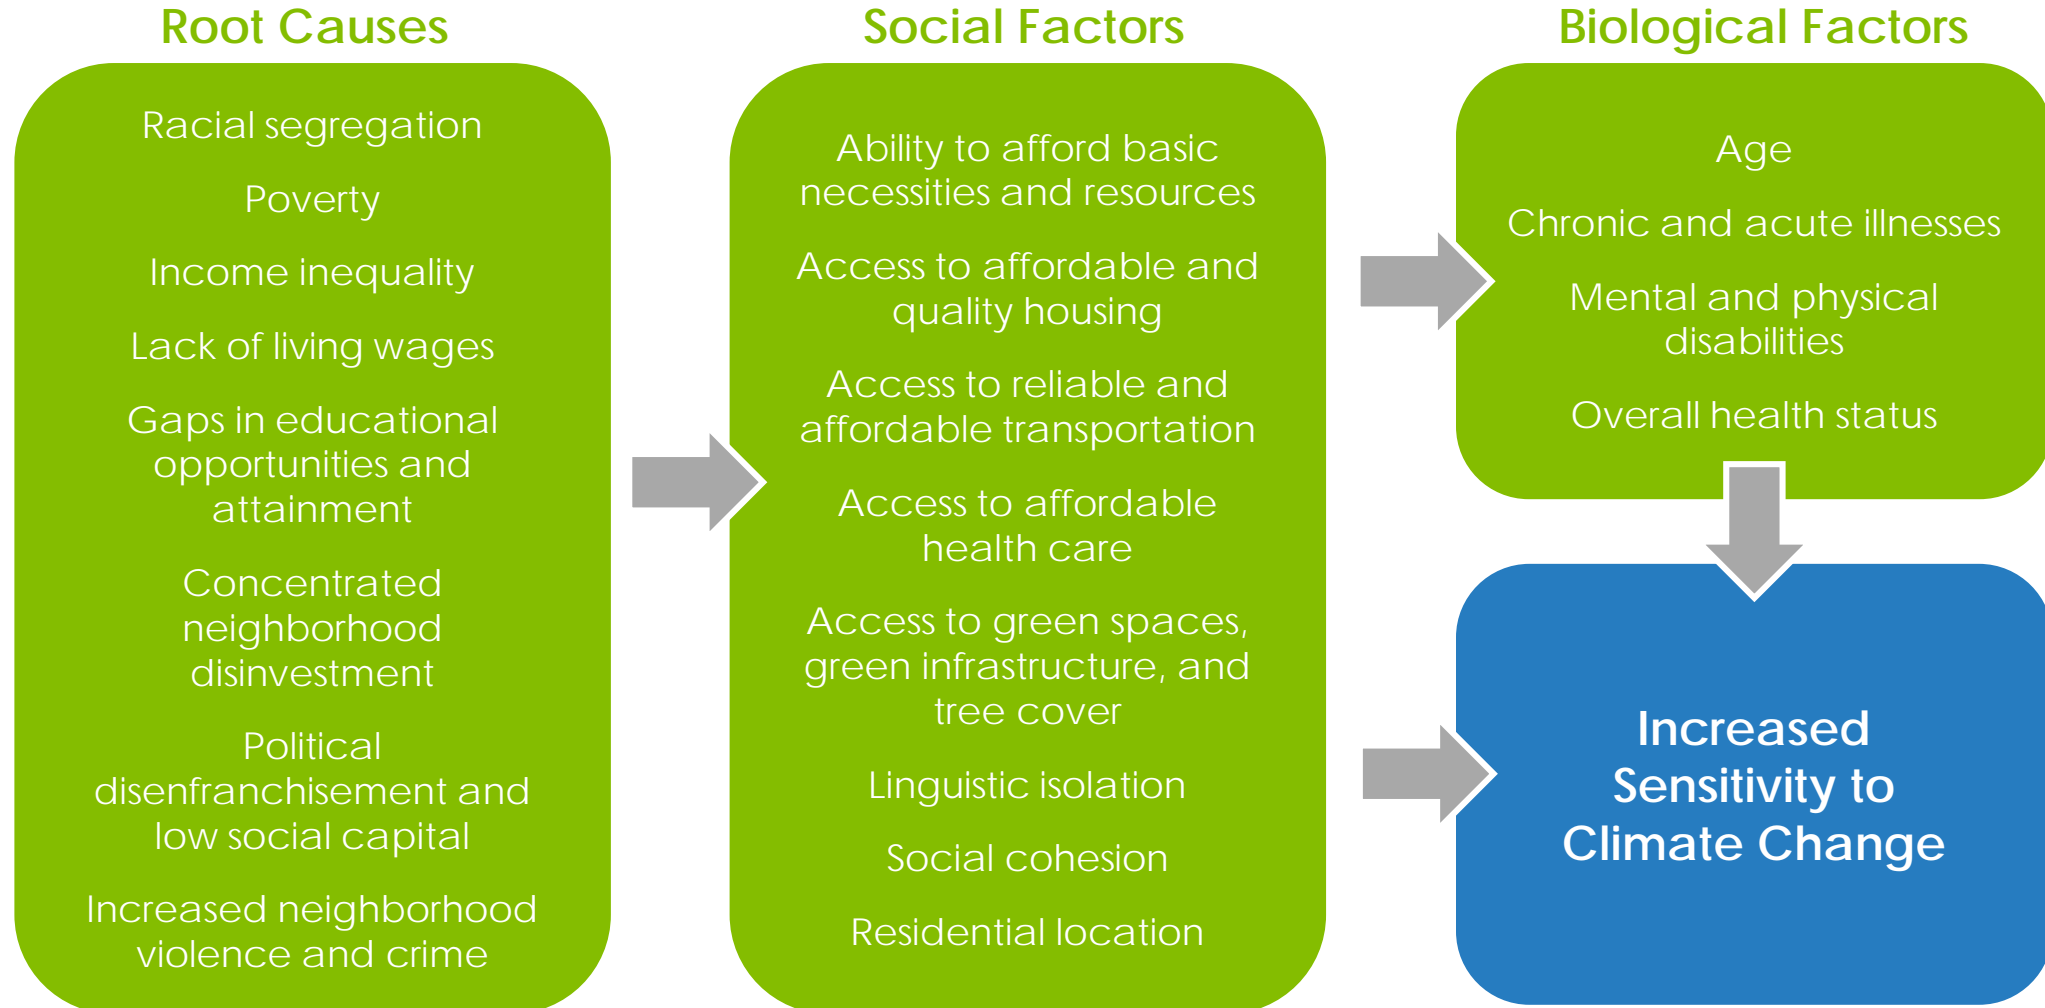 Root Causes
Racial segregation
Poverty
Income inequality
Lack of living wages
Gaps in educational
opportunities and
attainment
Concentrated
neighborhood
disinvestment
Political
disenfranchisement and
low social capital
Increased neighborhood
violence and crime
Social Factors
Ability to afford basic
necessities and resources
Access to affordable and
quality housing
Access to reliable and
affordable transportation
Access to affordable
health care
Access to green spaces,
green infrastructure, and
tree cover
Linguistic isolation
Social cohesion
Residential location
Biological Factors
Age
Chronic and acute illnesses
Mental and physical
disabilities
Overall health status
Increased
Sensitivity to
Climate Change